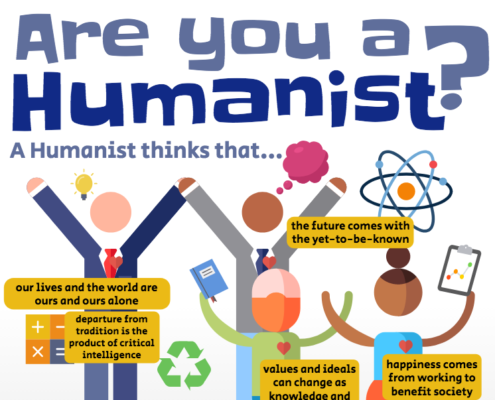 Are you a
Humanist?
A Humanist thinks that...
the future comes with
the yet-to-be-known
our lives and the world are
ours and ours alone
departure from
tradition is the
product of critical
intelligence
+ -
× =
values and ideals
can change as
knowledge and
happiness comes
from working to
benefit society